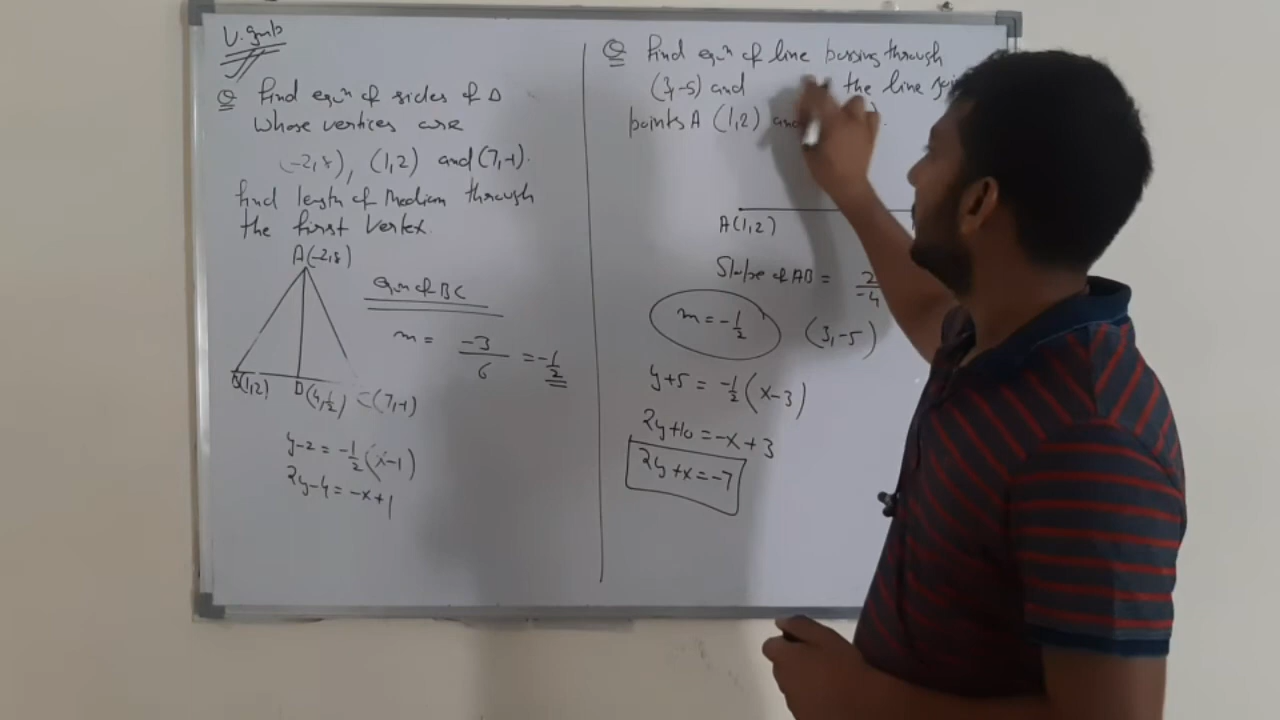 V. Gmb
Q Find eqn of sides of Δ
whose vertices are
(-2,8), (1,2) and (7,-1).
Find length of Median through
the first vertex.
A(-2,8)
Eqn of BC
m = -3/6 = -1/2
(1,2)
D(4,1/2)
C(7,-1)
y-2 = -1/2(x-1)
2y-4 = -x+1
Q Find eqn of line passing through
(3,-5) and the line
points A (1,2) and
A(1,2)
Slope of AB = 2/-4
m = -1/2
(3,-5)
y+5 = -1/2(x-3)
2y+10 = -x+3
2y+x = -7